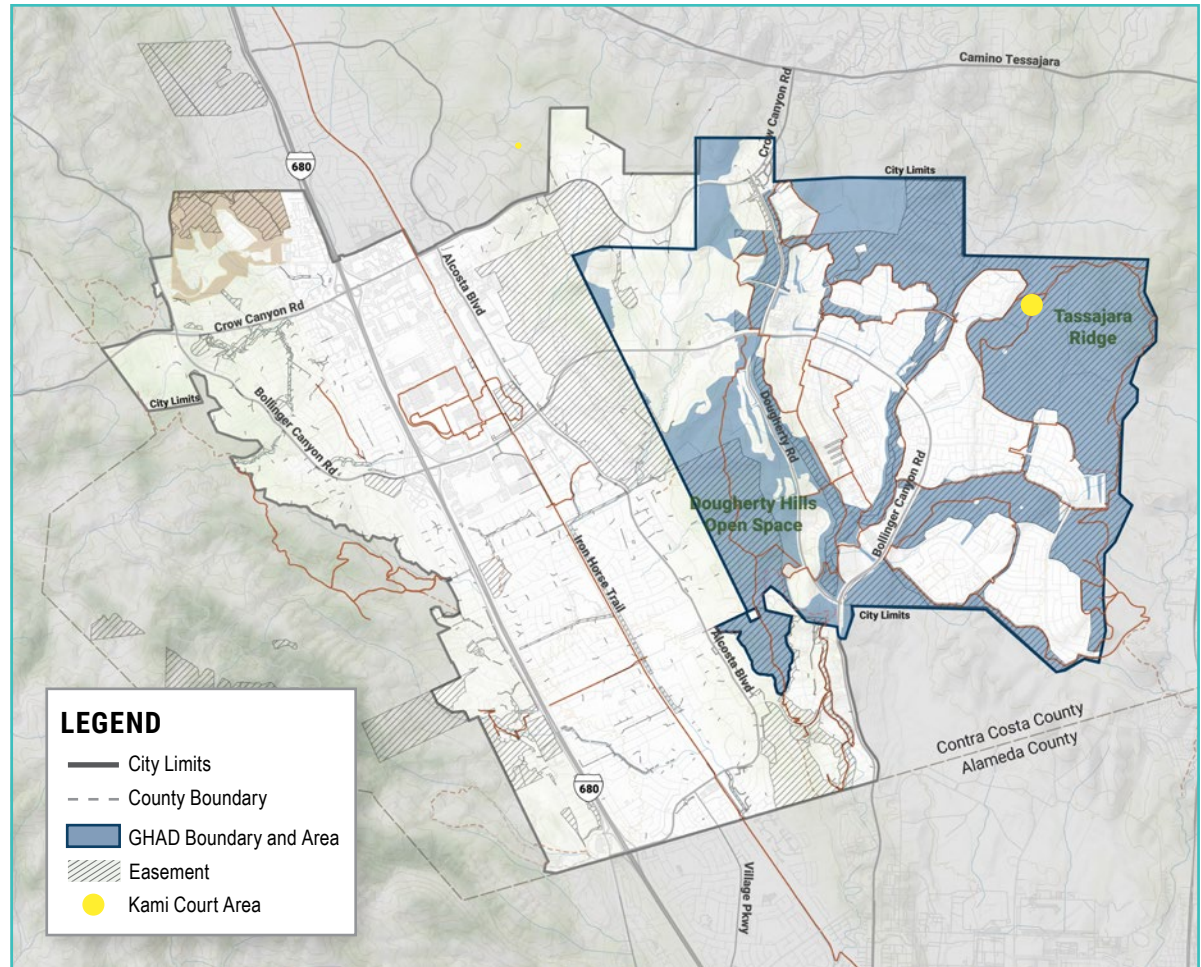 Camino Tessajara
Crow Canyon Rd
680
City Limits
Alcosta Blvd
Crow Canyon Rd
Tassajara
Ridge
City Limits
Bollinger Canyon Rd
Dougherty Rd
Dougherty Hills
Open Space
Bollinger Canyon Rd
Iron Horse Trail
City Limits
Alcosta Blvd
LEGEND
City Limits
County Boundary
GHAD Boundary and Area
Easement
Kami Court Area
Contra Costa County
Alameda County
680
Village Pkwy